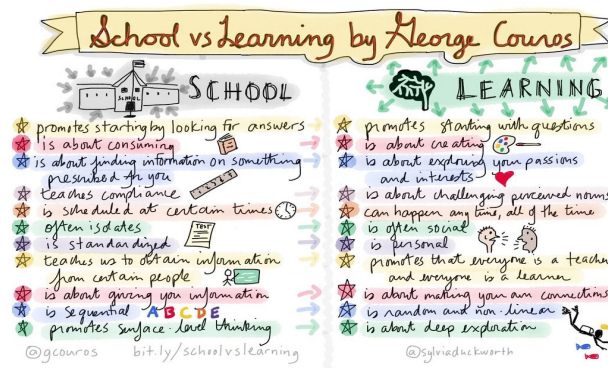 School vs Learning by George Couros
SCHOOL
SCHOOL
promotes starting by looking for answers
is about consuming
is about finding information on something
prescribed for you
teaches compliance
is scheduled at certain times
often isolates
TEST
is standardized
teaches us to obtain information
from certain people
is about giving you information
is sequential A B C D E
promotes surface-level thinking
@gcouros bit.ly/schoolvslearning
LEARNING
promotes starting with questions
is about creating
is about exploring your passions
and interests
is about challenging perceived norms
can happen any time, all of the time
is often social
is personal
promotes that everyone is a teacher
and everyone is a learner
is about making your own connections
is random and non-linear
is about deep exploration
@sylviaduckworth